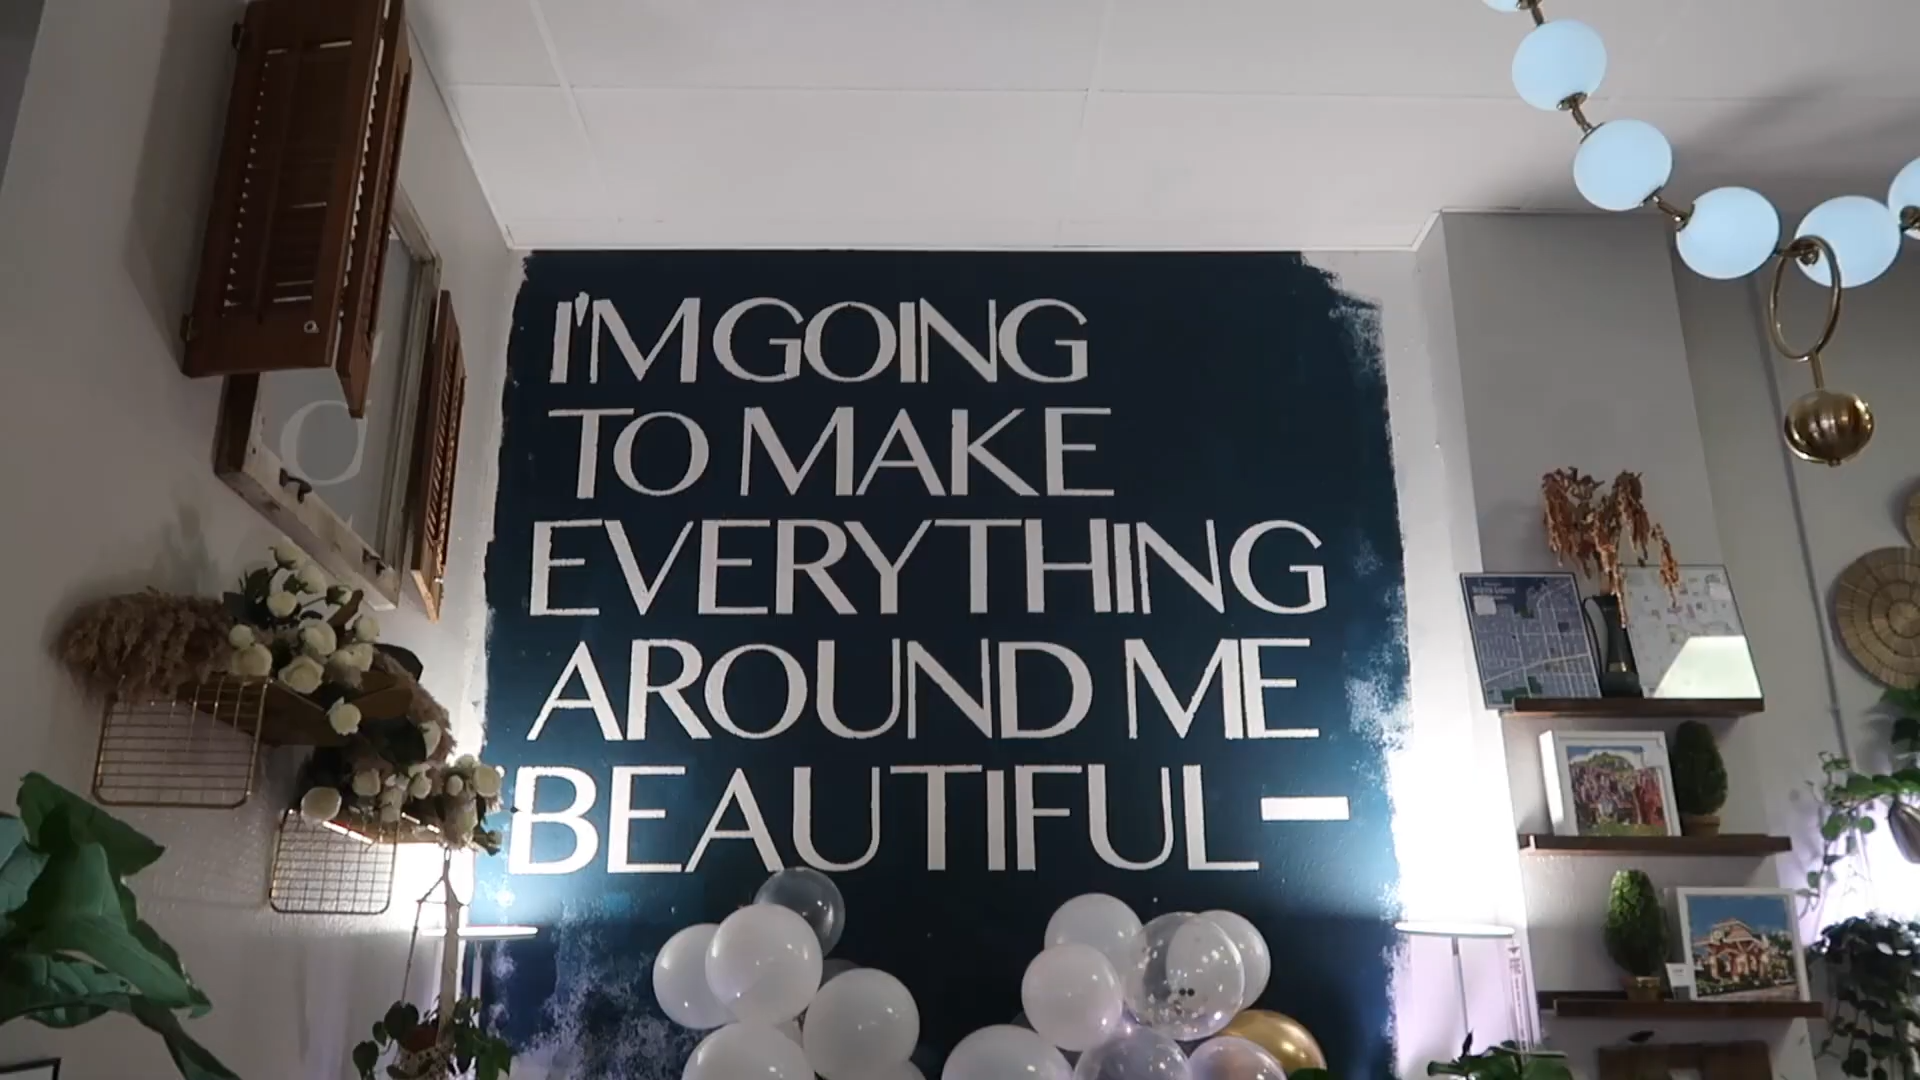 I'M GOING
TO MAKE
EVERYTHING
AROUND ME
BEAUTIFUL-